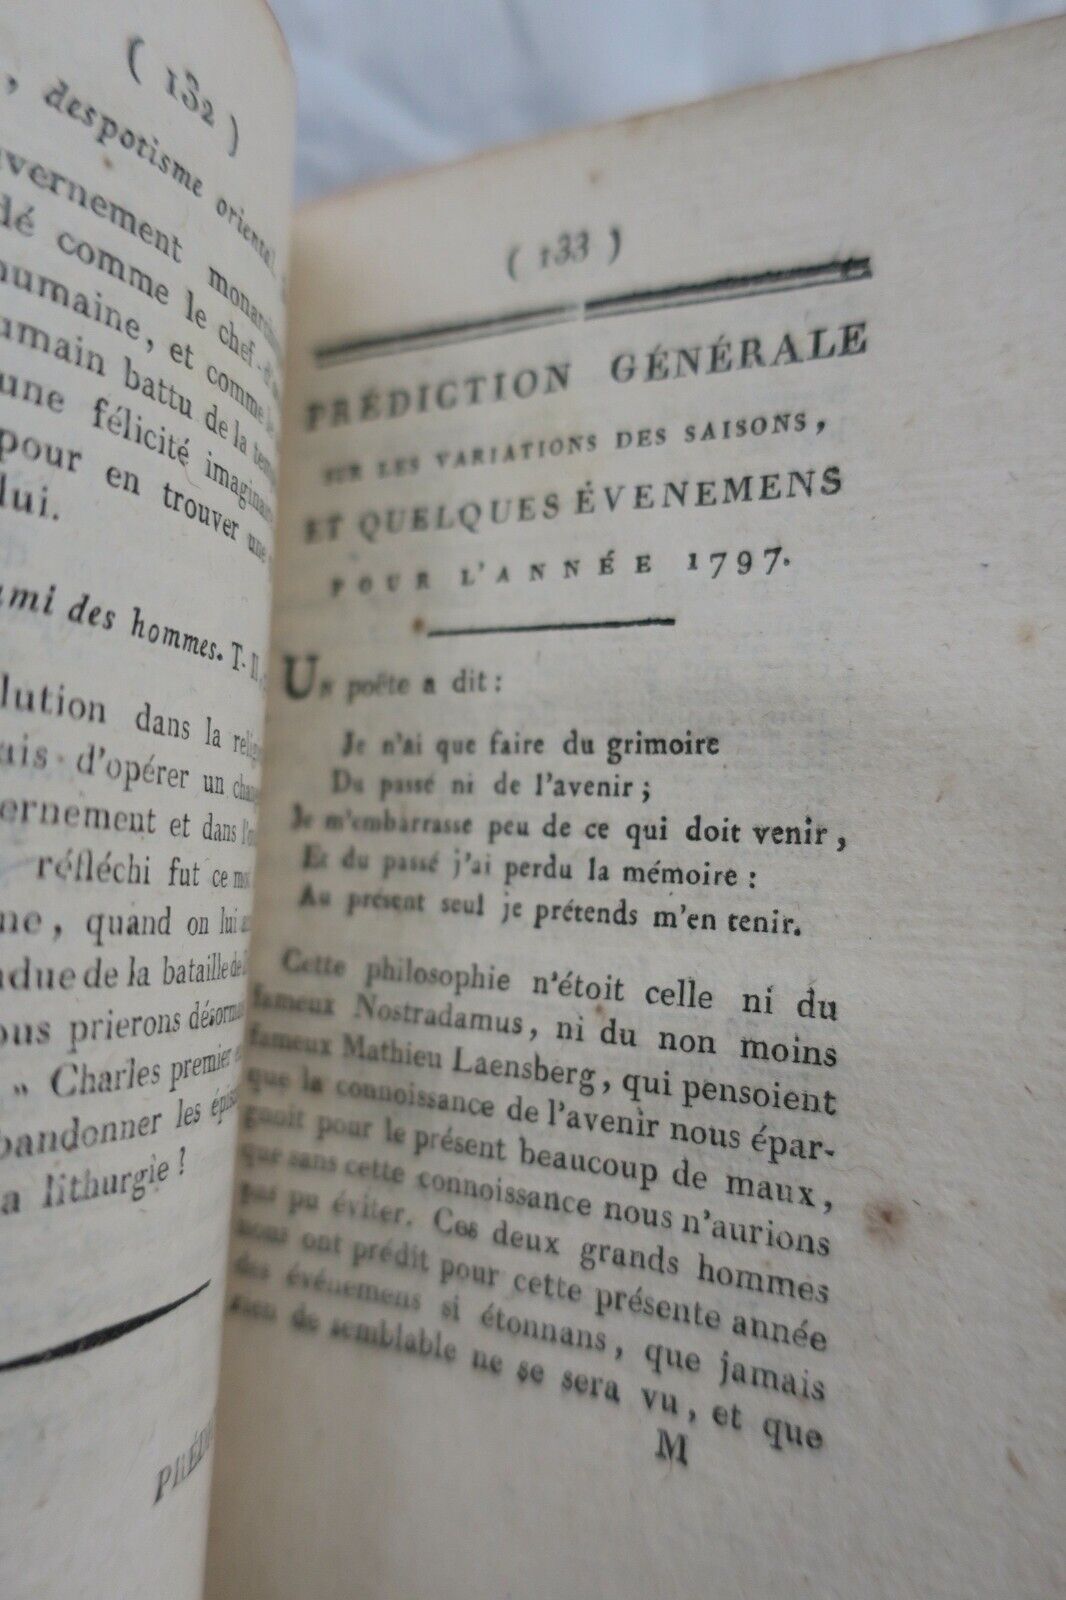 ( 132 )
, despotisme oriental
vernement
dé comme le chef-d'
humaine, et comme
umain battu de la
une félicité
pour en trouver une
lui.
ami des hommes. T. II.
lution dans la
ais d'opérer un
ernement et dans
réfléchi fut ce
ne, quand on lui
ndue de la bataille de
ous prierons
„ Charles premier
bandonner les
a lithurgie !
( 133 )
PRÉDICTION GÉNÉRALE
SUR LES VARIATIONS DES SAISONS,
ET QUELQUES ÉVENEMENS
POUR L'ANNÉE 1797.
UN poëte a dit :
Je n'ai que faire du grimoire
Du passé ni de l'avenir ;
Je m'embarrasse peu de ce qui doit venir,
Et du passé j'ai perdu la mémoire :
Au présent seul je prétends m'en tenir.
Cette philosophie n'étoit celle ni du
fameux Nostradamus, ni du non moins
fameux Mathieu Laensberg, qui pensoient
que la connoissance de l'avenir nous épar-
gnoit pour le présent beaucoup de maux,
que sans cette connoissance nous n'aurions
pas pu éviter. Ces deux grands hommes
nous ont prédit pour cette présente année
des événemens si étonnans, que jamais
rien de semblable ne se sera vu, et que
M